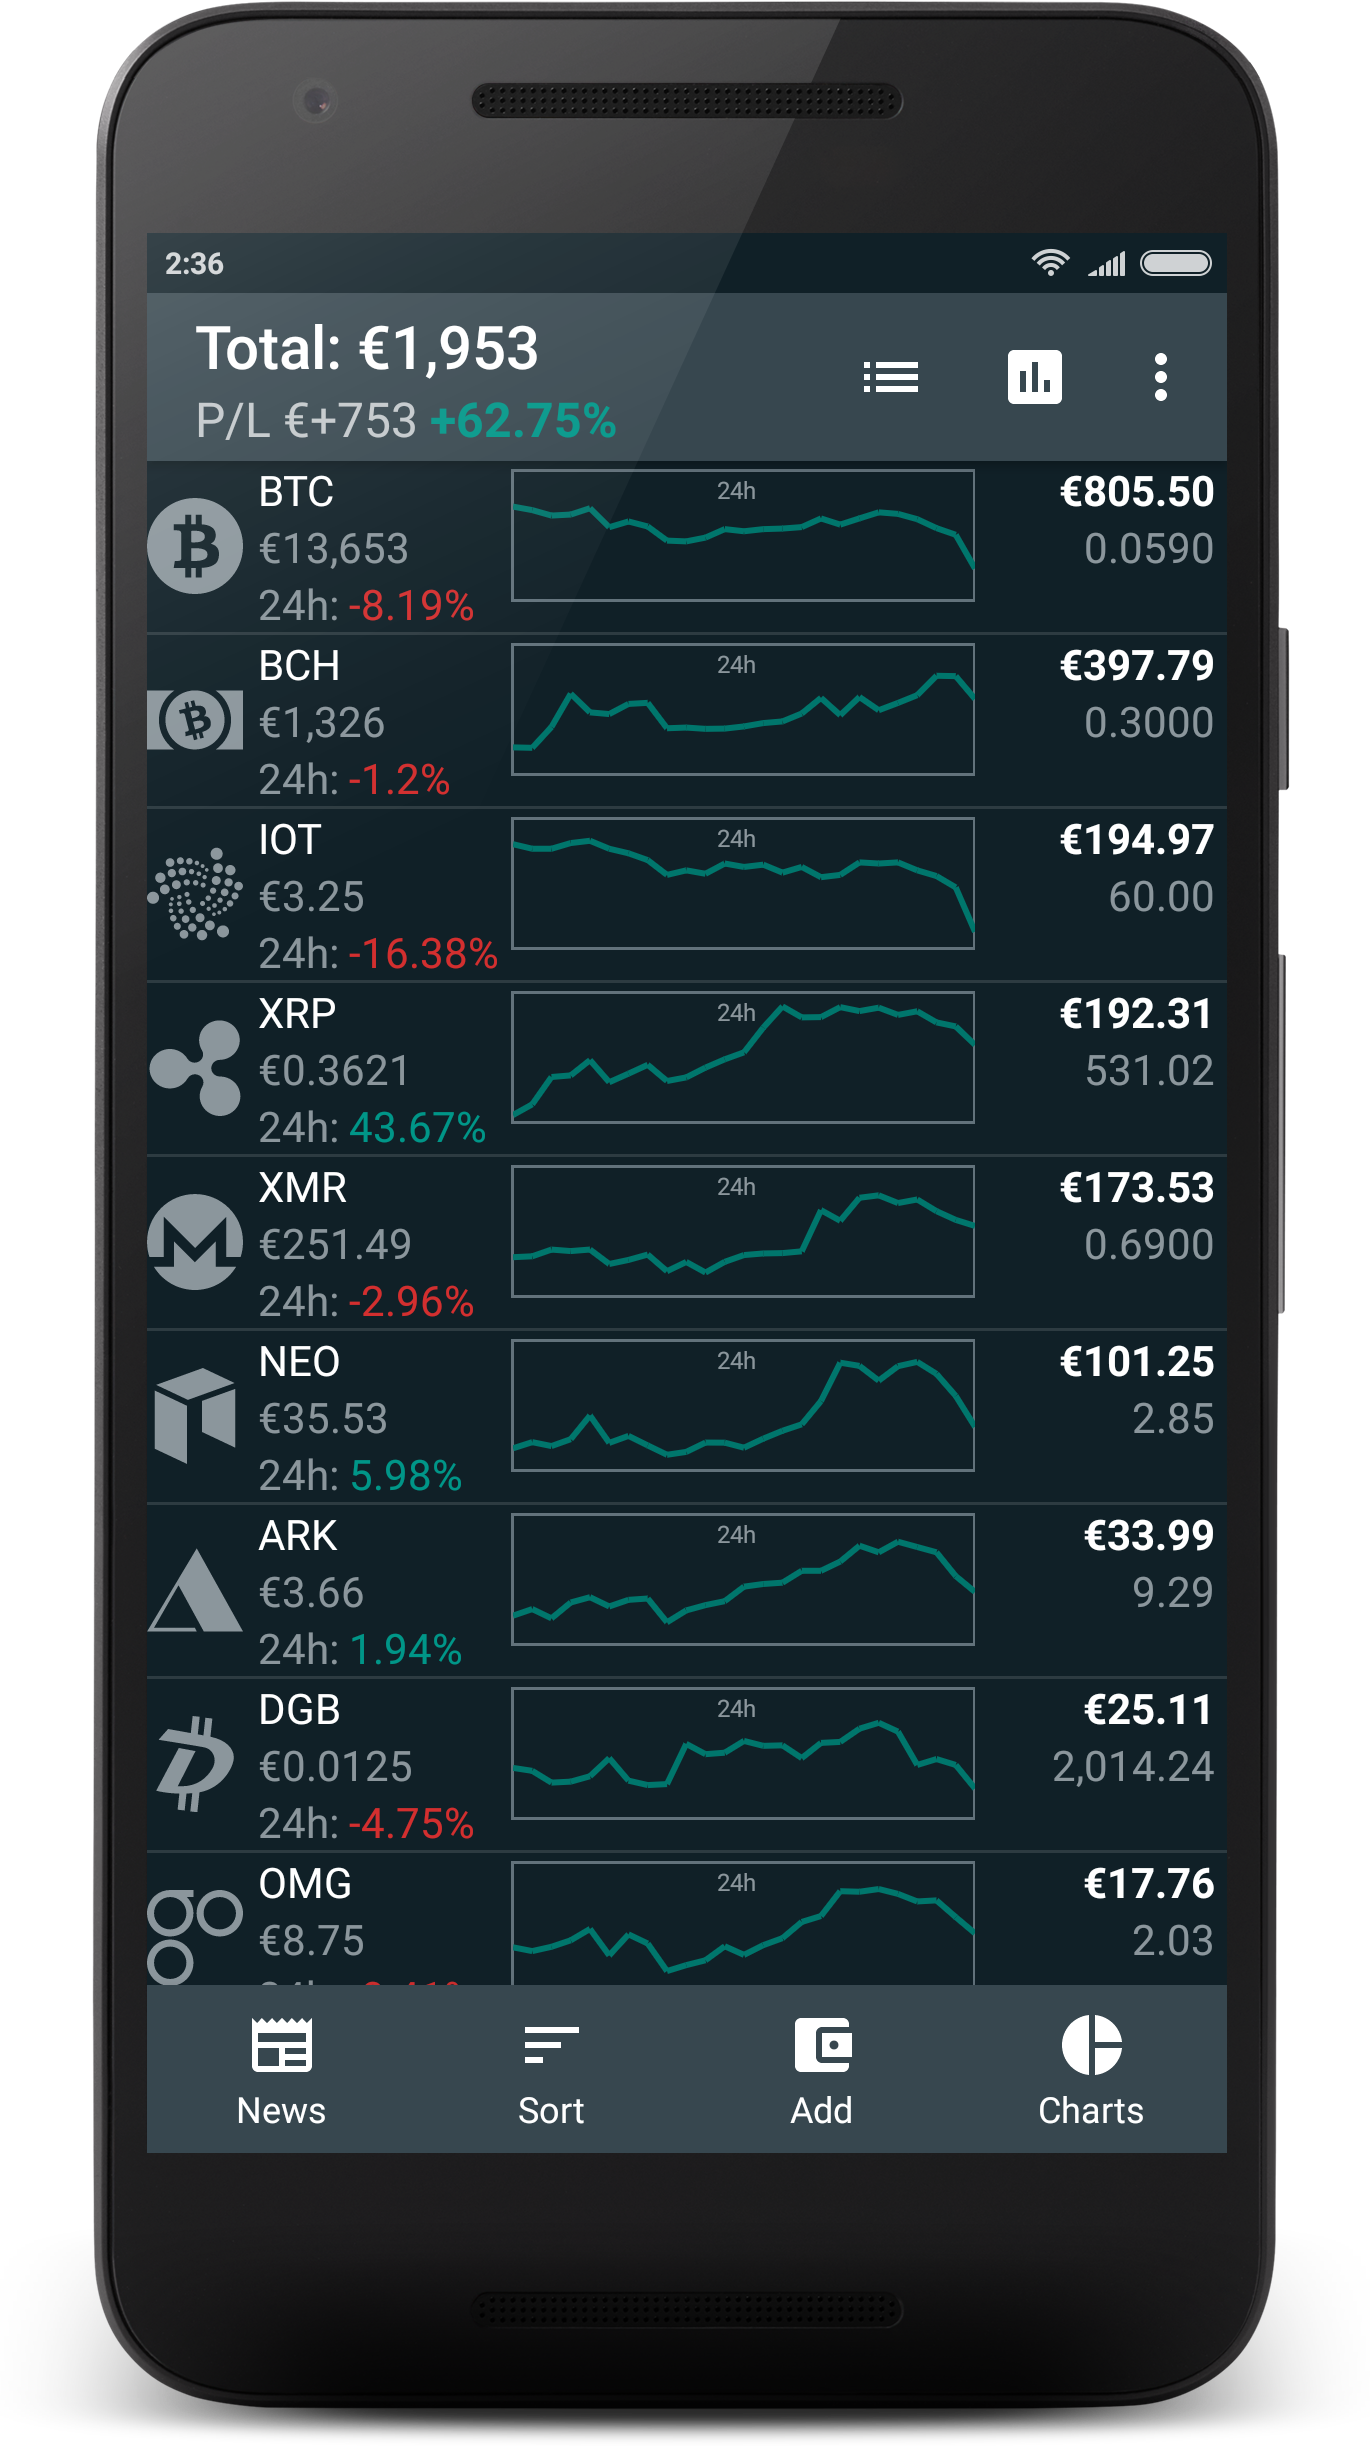 2:36
Total: €1,953
P/L €+753 +62.75%
BTC
€13,653
24h: -8.19%
24h
€805.50
0.0590
BCH
€1,326
24h: -1.2%
24h
€397.79
0.3000
IOT
€3.25
24h: -16.38%
24h
€194.97
60.00
XRP
€0.3621
24h: 43.67%
24h
€192.31
531.02
XMR
€251.49
24h: -2.96%
24h
€173.53
0.6900
NEO
€35.53
24h: 5.98%
24h
€101.25
2.85
ARK
€3.66
24h: 1.94%
24h
€33.99
9.29
DGB
€0.0125
24h: -4.75%
24h
€25.11
2,014.24
OMG
€8.75
24h
€17.76
2.03
News
Sort
Add
Charts